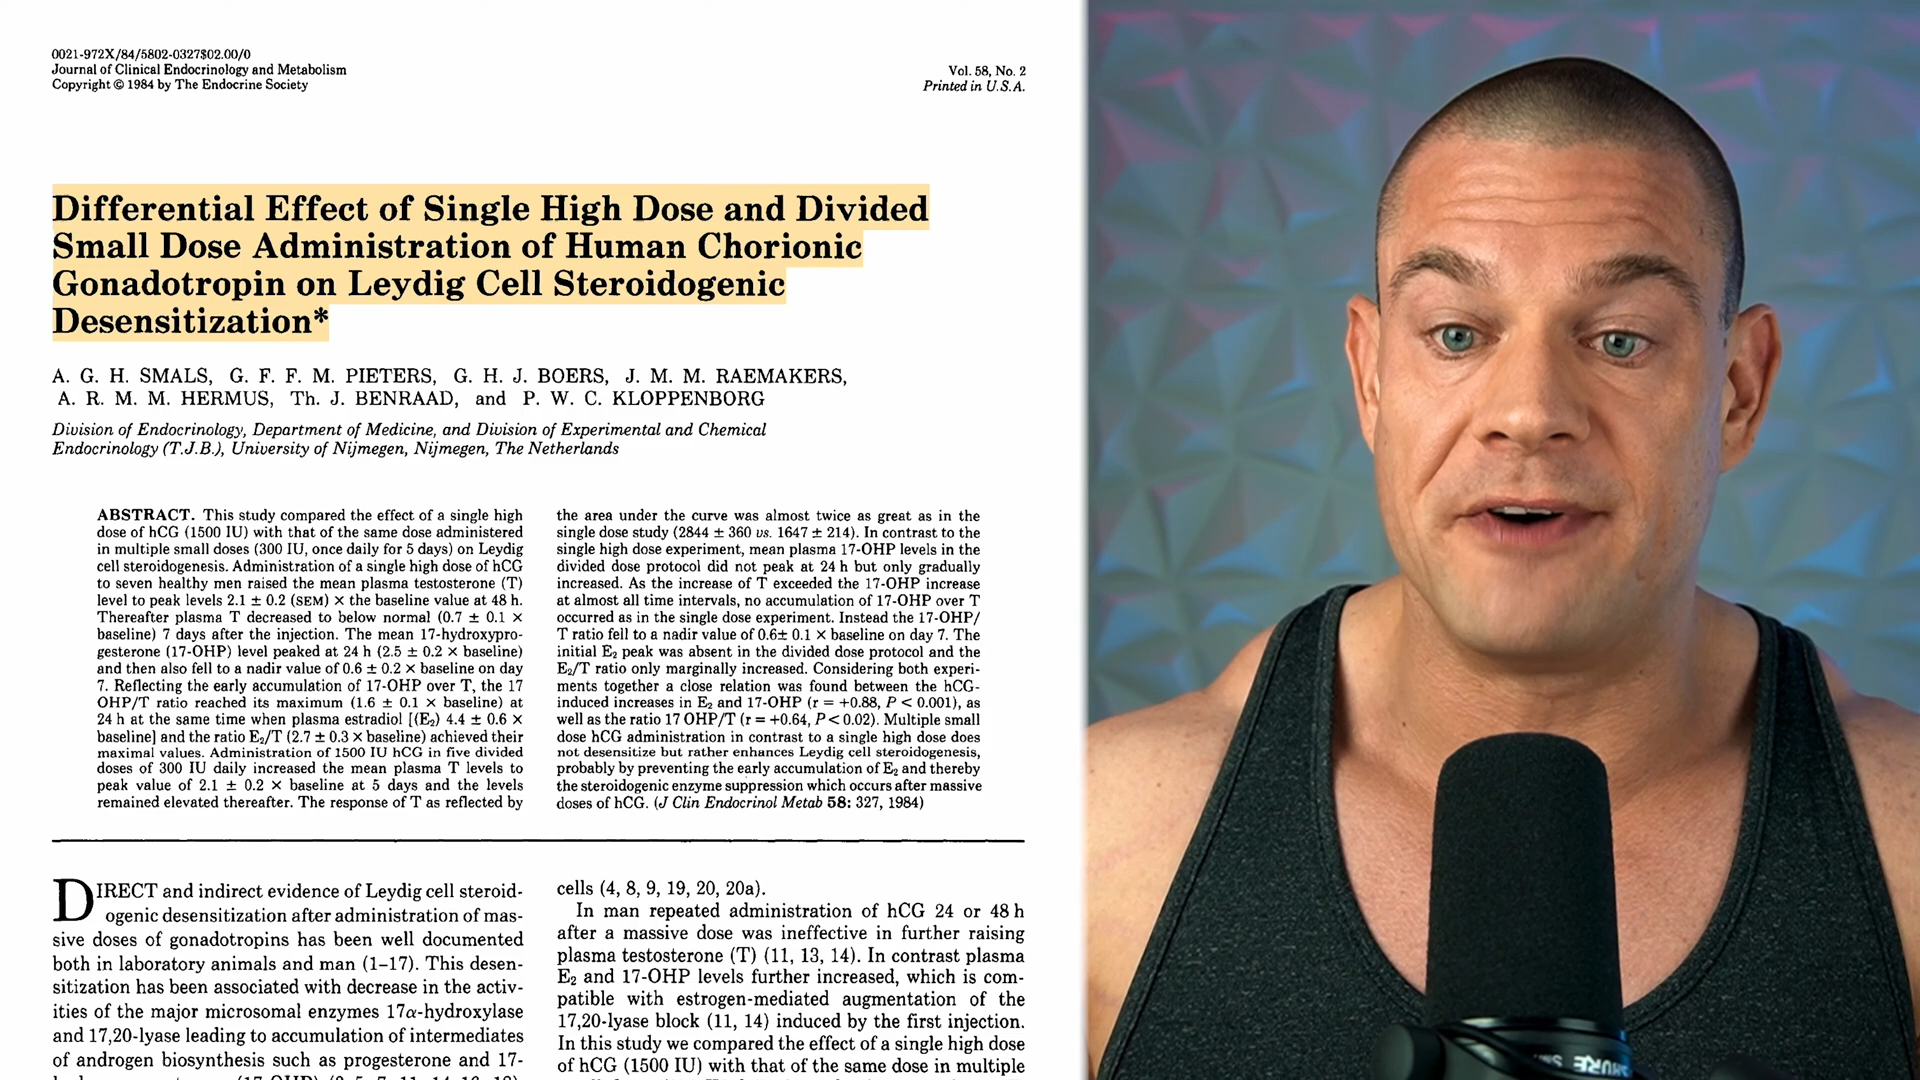 0021-972X/84/5802-0327$02.00/0
Journal of Clinical Endocrinology and Metabolism
Copyright © 1984 by The Endocrine Society
Vol. 58, No. 2
Printed in U.S.A.
Differential Effect of Single High Dose and Divided
Small Dose Administration of Human Chorionic
Gonadotropin on Leydig Cell Steroidogenic
Desensitization*
A. G. H. SMALS, G. F. F. M. PIETERS, G. H. J. BOERS, J. M. M. RAEMAKERS,
A. R. M. M. HERMUS, Th. J. BENRAAD, and P. W. C. KLOPPENBORG
Division of Endocrinology, Department of Medicine, and Division of Experimental and Chemical
Endocrinology (T.J.B.), University of Nijmegen, Nijmegen, The Netherlands
ABSTRACT. This study compared the effect of a single high
dose of hCG (1500 IU) with that of the same dose administered
in multiple small doses (300 IU, once daily for 5 days) on Leydig
cell steroidogenesis. Administration of a single high dose of hCG
to seven healthy men raised the mean plasma testosterone (T)
level to peak levels 2.1 ± 0.2 (SEM) × the baseline value at 48 h.
Thereafter plasma T decreased to below normal (0.7 ± 0.1 ×
baseline) 7 days after the injection. The mean 17-hydroxypro-
gesterone (17-OHP) level peaked at 24 h (2.5 ± 0.2 × baseline)
and then also fell to a nadir value of 0.6 ± 0.2 × baseline on day
7. Reflecting the early accumulation of 17-OHP over T, the 17
OHP/T ratio reached its maximum (1.6 ± 0.1 × baseline) at
24 h at the same time when plasma estradiol [(E₂) 4.4 ± 0.6 ×
baseline] and the ratio E₂/T (2.7 ± 0.3 × baseline) achieved their
maximal values. Administration of 1500 IU hCG in five divided
doses of 300 IU daily increased the mean plasma T levels to
peak value of 2.1 ± 0.2 × baseline at 5 days and the levels
remained elevated thereafter. The response of T as reflected by
the area under the curve was almost twice as great as in the
single dose study (2844 ± 360 vs. 1647 ± 214). In contrast to the
single high dose experiment, mean plasma 17-OHP levels in the
divided dose protocol did not peak at 24 h but only gradually
increased. As the increase of T exceeded the 17-OHP increase
at almost all time intervals, no accumulation of 17-OHP over T
occurred as in the single dose experiment. Instead the 17-OHP/
T ratio fell to a nadir value of 0.6± 0.1 × baseline on day 7. The
initial E₂ peak was absent in the divided dose protocol and the
E₂/T ratio only marginally increased. Considering both experi-
ments together a close relation was found between the hCG-
induced increases in E₂ and 17-OHP (r = +0.88, P < 0.001), as
well as the ratio 17 OHP/T (r = +0.64, P < 0.02). Multiple small
dose hCG administration in contrast to a single high dose does
not desensitize but rather enhances Leydig cell steroidogenesis,
probably by preventing the early accumulation of E₂ and thereby
the steroidogenic enzyme suppression which occurs after massive
doses of hCG. (J Clin Endocrinol Metab 58: 327, 1984)
DIRECT and indirect evidence of Leydig cell steroid-
ogenic desensitization after administration of mas-
sive doses of gonadotropins has been well documented
both in laboratory animals and man (1–17). This desen-
sitization has been associated with decrease in the activ-
ities of the major microsomal enzymes 17α-hydroxylase
and 17,20-lyase leading to accumulation of intermediates
of androgen biosynthesis such as progesterone and 17-
cells (4, 8, 9, 19, 20, 20a).
In man repeated administration of hCG 24 or 48 h
after a massive dose was ineffective in further raising
plasma testosterone (T) (11, 13, 14). In contrast plasma
E₂ and 17-OHP levels further increased, which is com-
patible with estrogen-mediated augmentation of the
17,20-lyase block (11, 14) induced by the first injection.
In this study we compared the effect of a single high dose
of hCG (1500 IU) with that of the same dose in multiple